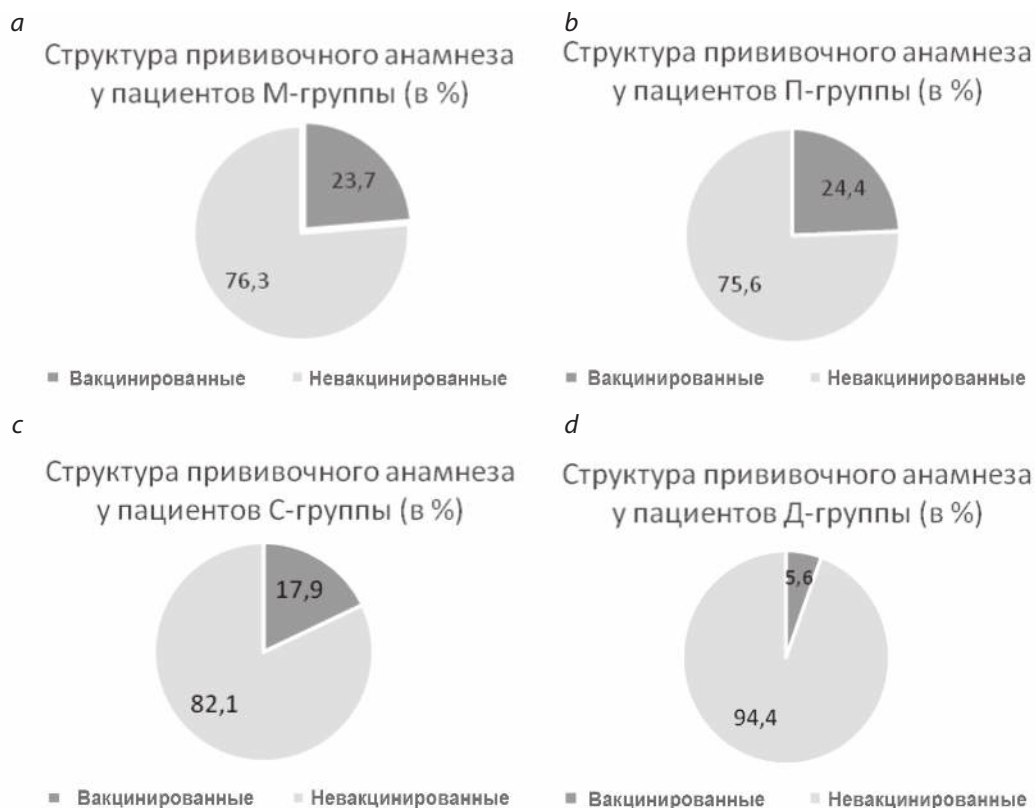 a
Структура прививочного анамнеза
у пациентов М-группы (в %)
23,7
76,3
Вакцинированные Невакцинированные
b
Структура прививочного анамнеза
у пациентов П-группы (в %)
24,4
75,6
Вакцинированные Невакцинированные
c
Структура прививочного анамнеза
у пациентов С-группы (в %)
17,9
82,1
Вакцинированные Невакцинированные
d
Структура прививочного анамнеза
у пациентов Д-группы (в %)
5,6
94,4
Вакцинированные Невакцинированные